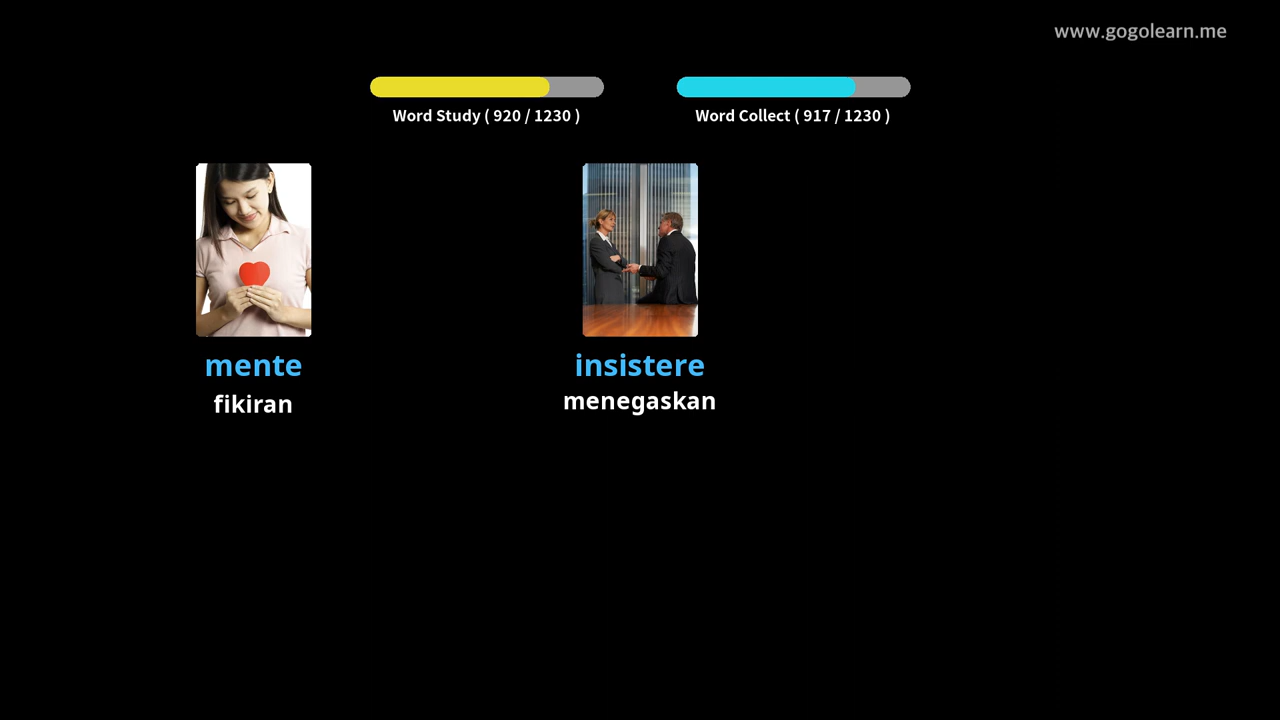 www.gogolearn.me
Word Study ( 920 / 1230 )
Word Collect ( 917 / 1230 )
mente
fikiran
insistere
menegaskan